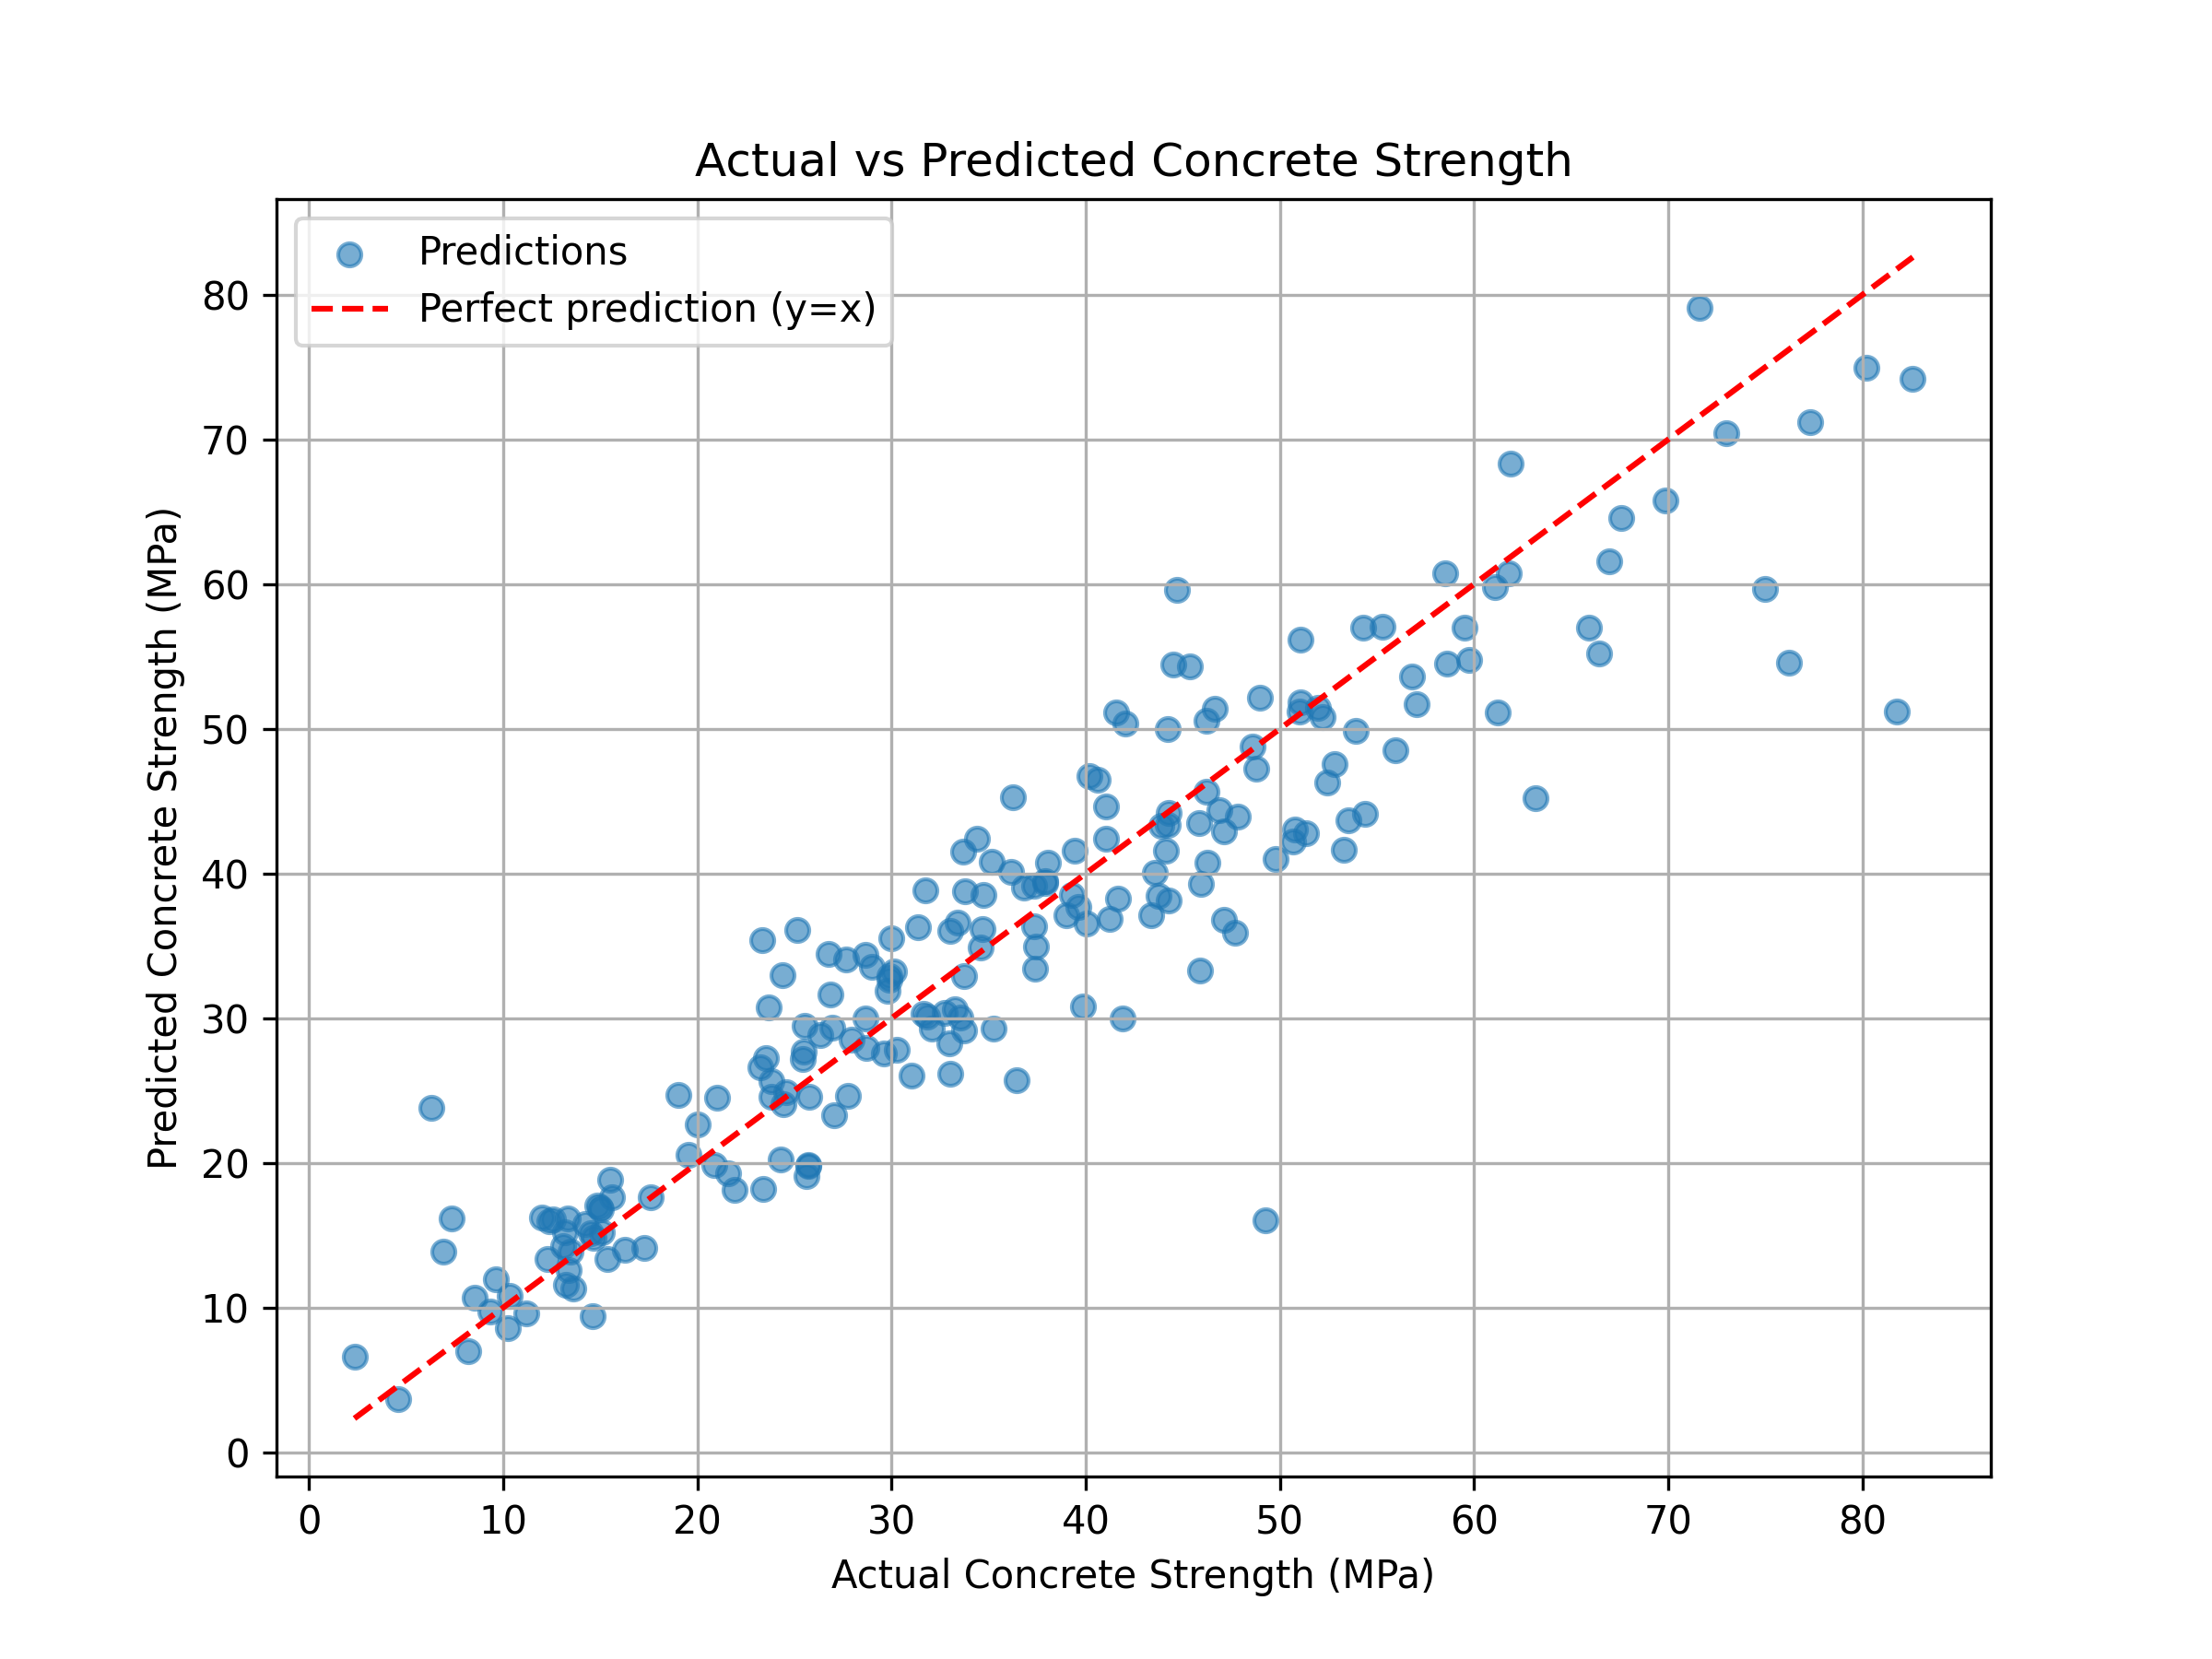 Actual vs Predicted Concrete Strength
Predictions
Perfect prediction (y=x)
80
70
60
50
40
30
20
10
0
Predicted Concrete Strength (MPa)
0 10 20 30 40 50 60 70 80
Actual Concrete Strength (MPa)